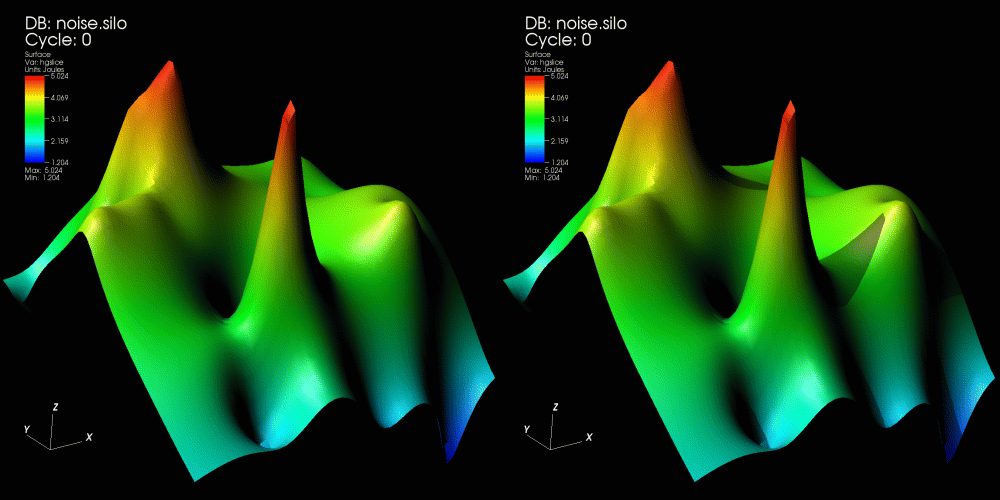 DB: noise.silo
Cycle: 0
Surface
Var: hgslice
Units: Joules
5.024
4.069
3.114
2.159
1.204
Max: 5.024
Min: 1.204
Z
Y
X
DB: noise.silo
Cycle: 0
Surface
Var: hgslice
Units: Joules
5.024
4.069
3.114
2.159
1.204
Max: 5.024
Min: 1.204
Z
Y
X